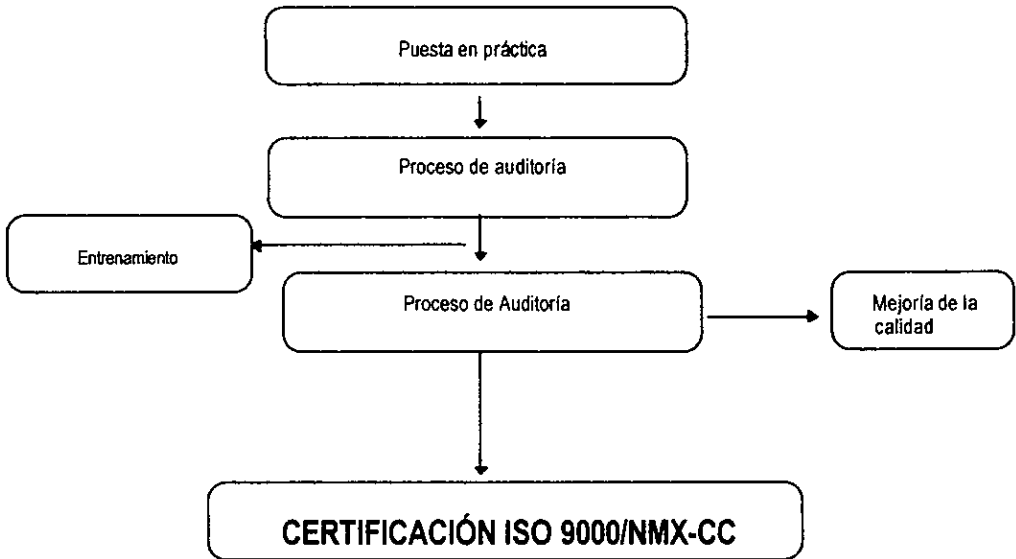 Puesta en práctica
Proceso de auditoría
Entrenamiento
Proceso de Auditoría
Mejoría de la
calidad
CERTIFICACIÓN ISO 9000/NMX-CC